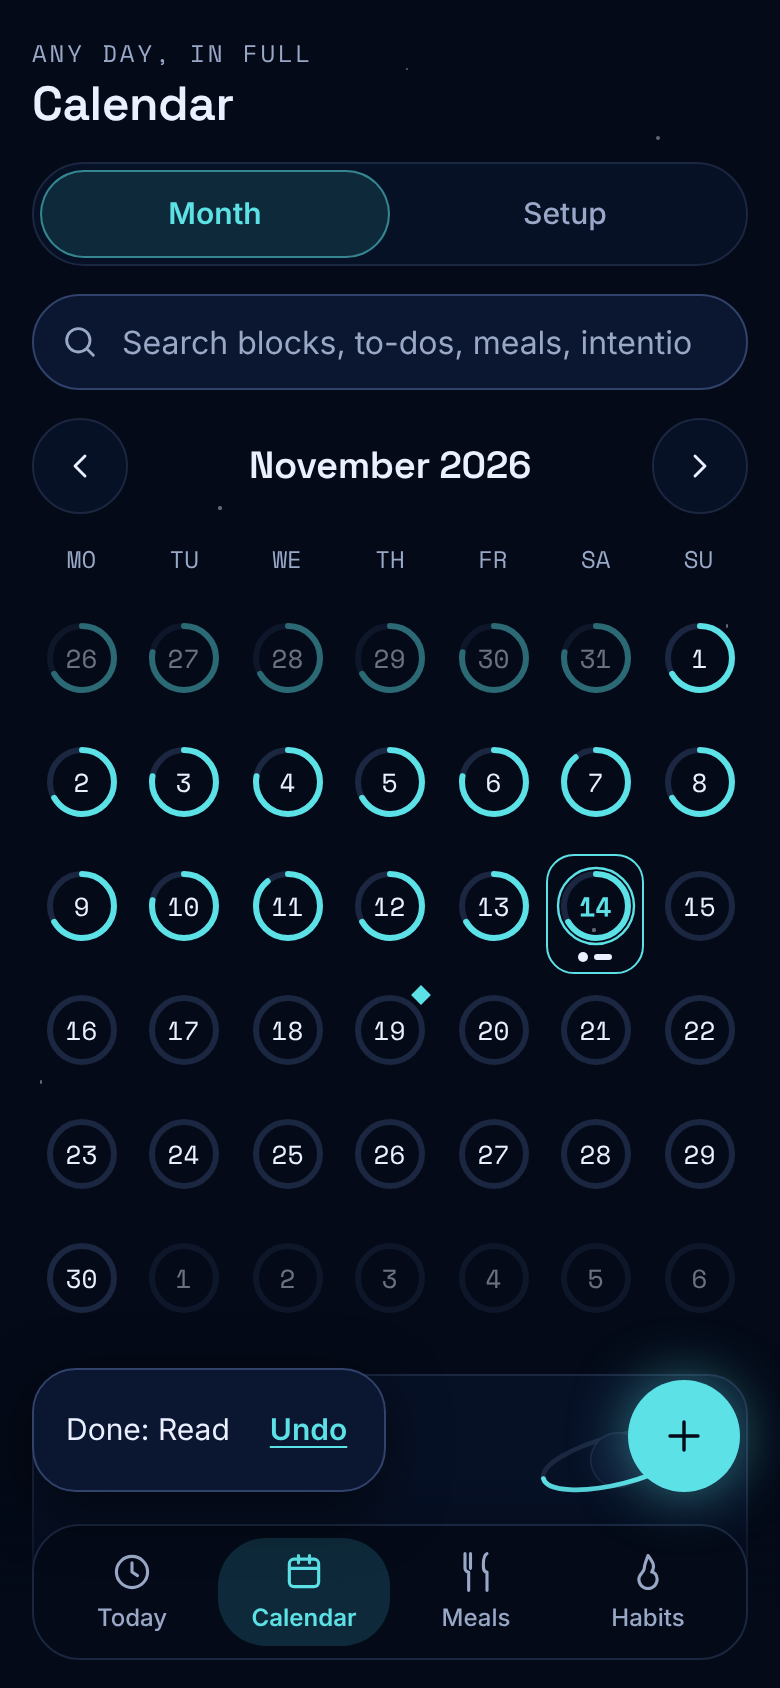 ANY DAY, IN FULL
Calendar
Month Setup
Search blocks, to-dos, meals, intentio
November 2026
MO TU WE TH FR SA SU
26 27 28 29 30 31 1
2 3 4 5 6 7 8
9 10 11 12 13 14 15
16 17 18 19 20 21 22
23 24 25 26 27 28 29
30 1 2 3 4 5 6
Done: Read Undo
Today Calendar Meals Habits